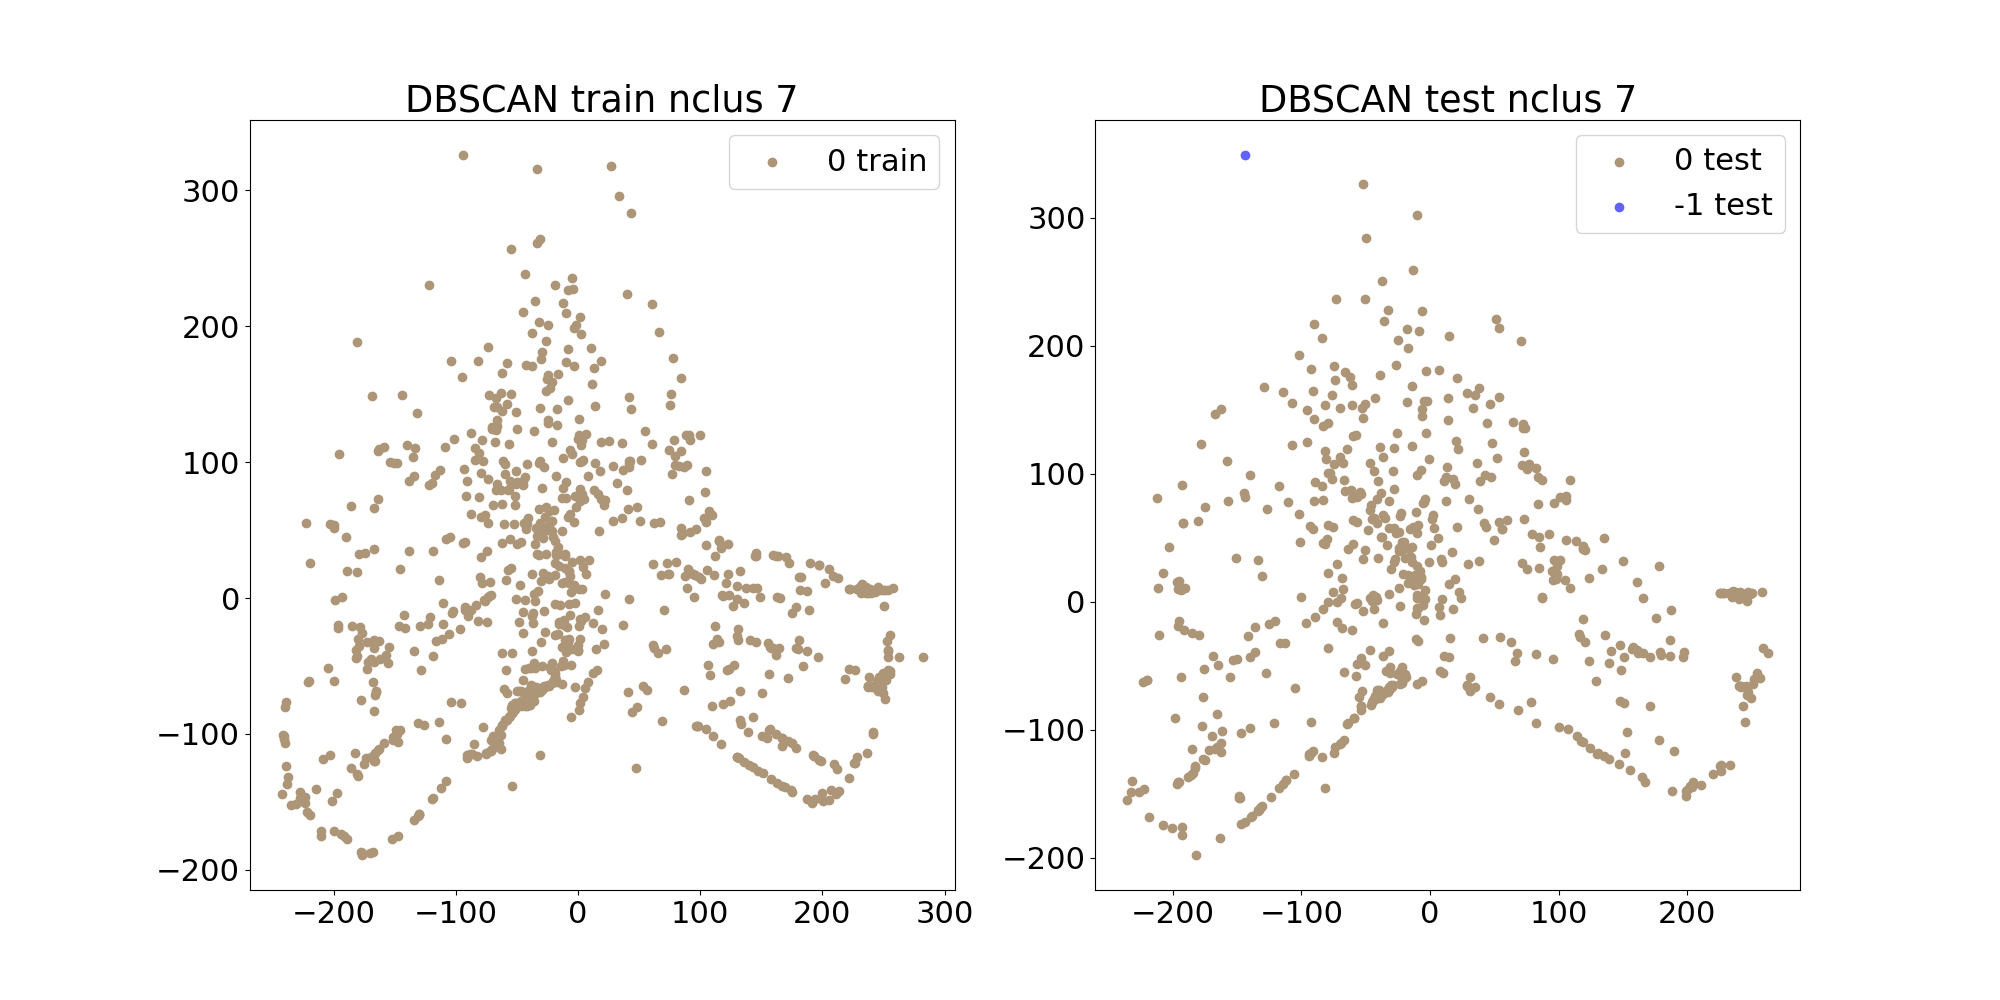 DBSCAN train nclus 7
0 train
300
200
100
0
−100
−200
−200 −100 0 100 200 300
DBSCAN test nclus 7
0 test
-1 test
300
200
100
0
−100
−200
−200 −100 0 100 200